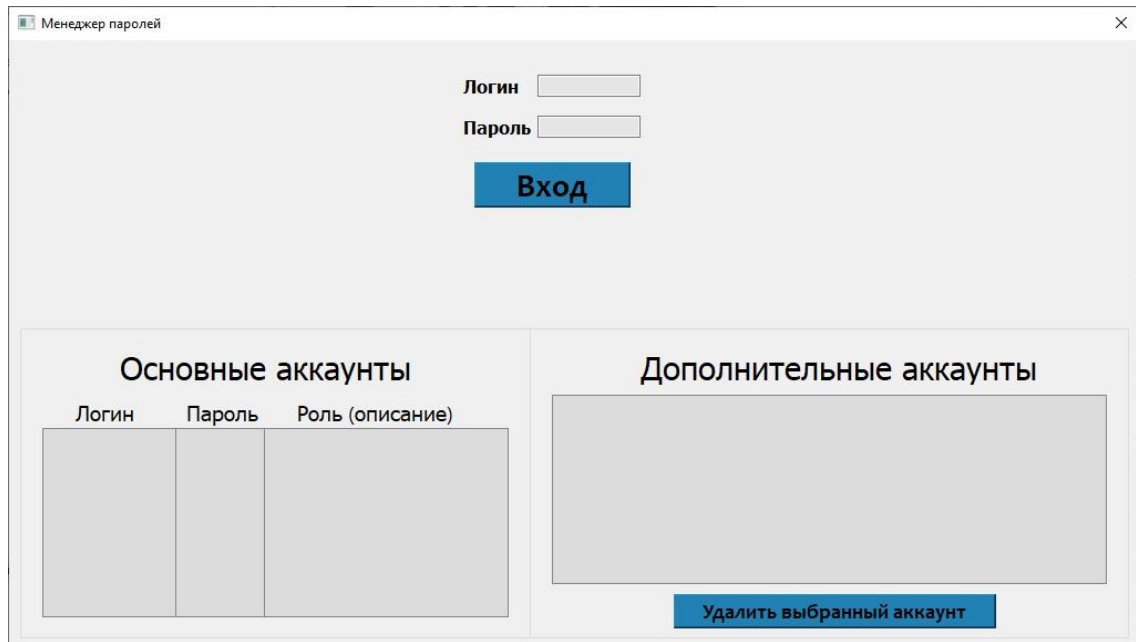 Менеджер паролей
Логин
Пароль
Вход
Основные аккаунты
Логин Пароль Роль (описание)
Дополнительные аккаунты
Удалить выбранный аккаунт